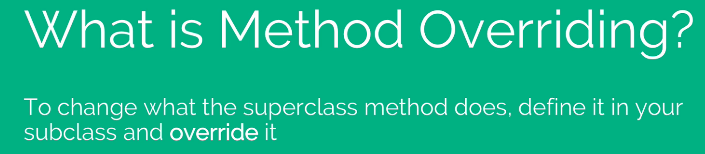 What is Method Overriding?
To change what the superclass method does, define it in your
subclass and override it